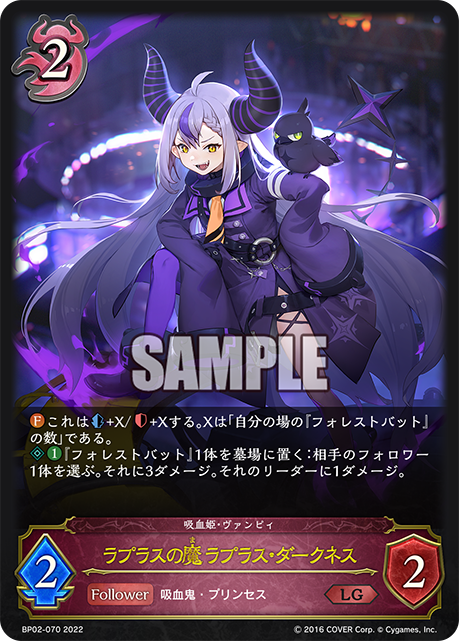 2
SAMPLE
F これは+X/+Xする。Xは「自分の場の『フォレストバット』
の数」である。
1『フォレストバット』1体を墓場に置く：相手のフォロワー
1体を選ぶ。それに3ダメージ。それのリーダーに1ダメージ。
吸血姫・ヴァンピィ
ラプラスの魔 ラプラス・ダークネス
2
Follower 吸血鬼・プリンセス
LG
2
BP02-070 2022
© 2016 COVER Corp. © Cygames, Inc.